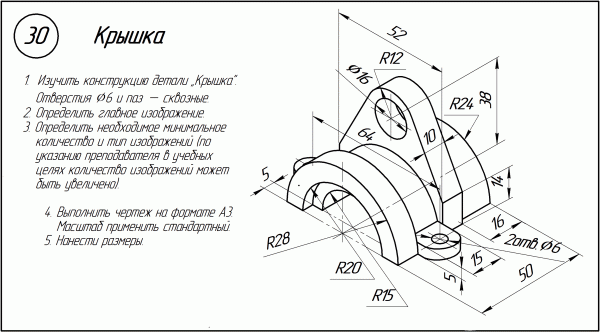 30
Крышка
1. Изучить конструкцию детали „Крышка".
Отверстия Ø6 и паз — сквозные.
2. Определить главное изображение.
3. Определить необходимое минимальное
количество и тип изображений (по
указанию преподавателя в учебных
целях количество изображений может
быть увеличено).
4. Выполнить чертеж на формате А3.
Масштаб применить стандартный.
5. Нанести размеры.
52
R12
Ø16
64
10
R24
38
14
5
R28
R20
R15
5
15
16
2отв. Ø6
50